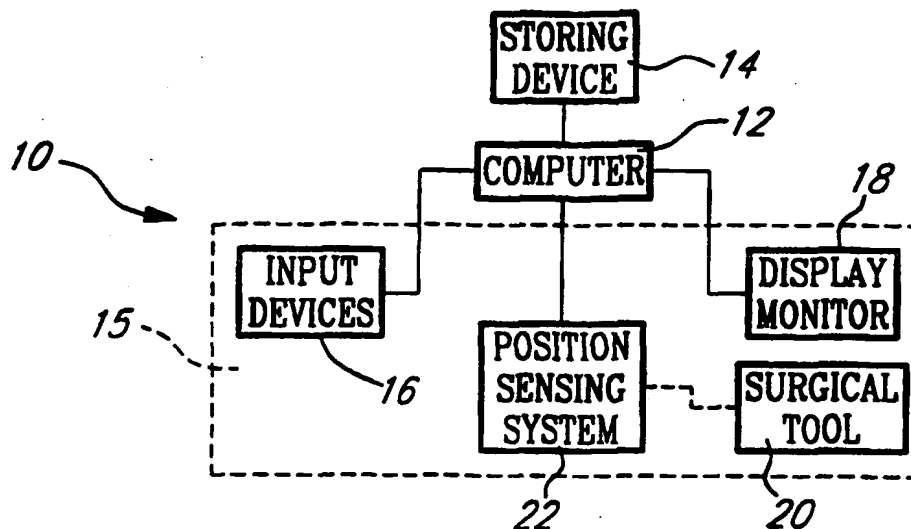 STORING
DEVICE
14
12
COMPUTER
10
18
INPUT
DEVICES
DISPLAY
MONITOR
15
16
POSITION
SENSING
SYSTEM
SURGICAL
TOOL
22
20